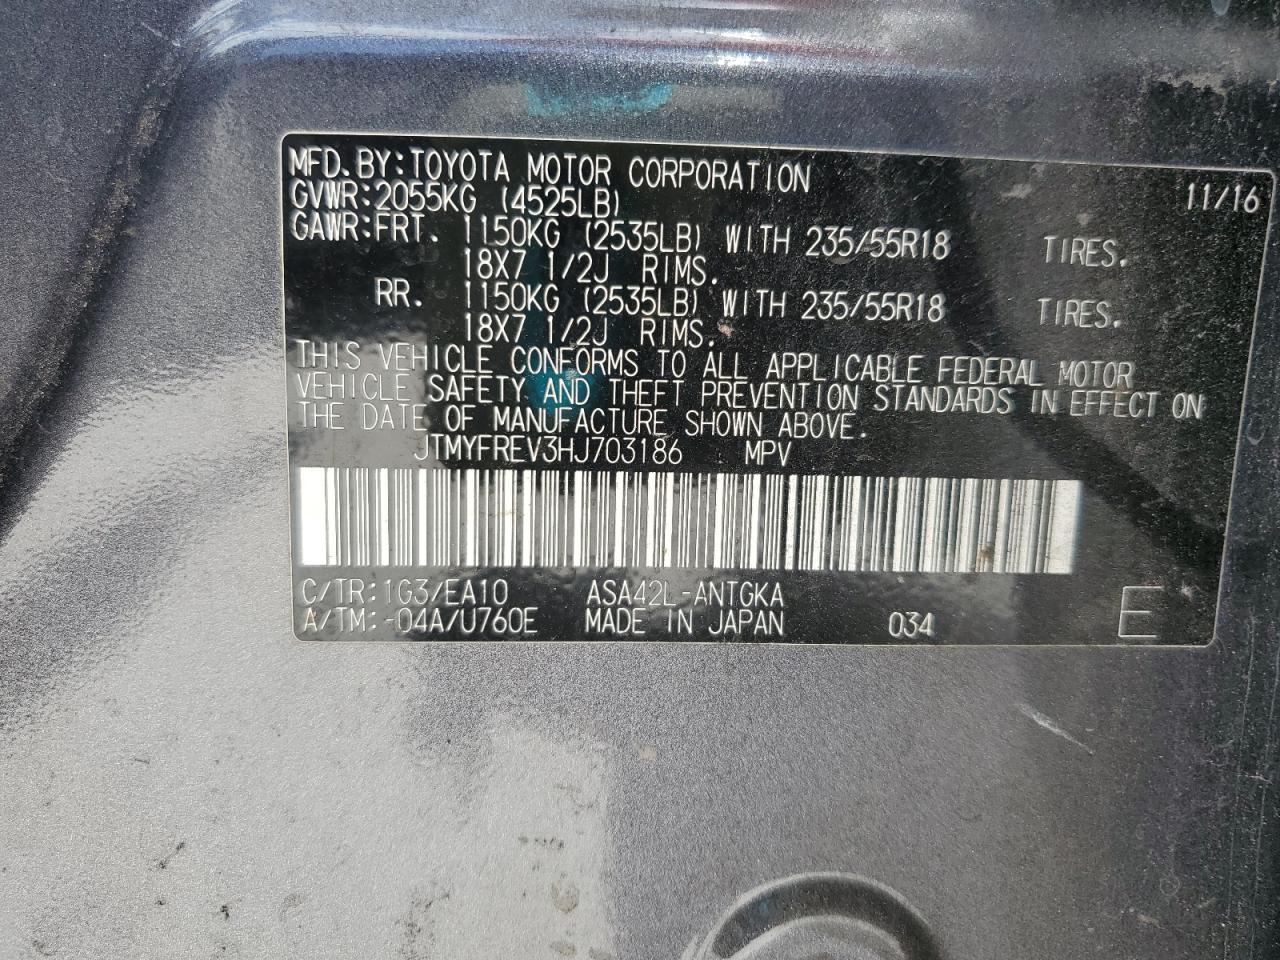 MFD.BY:TOYOTA MOTOR CORPORATION 11/16
GVWR:2055KG (4525LB)
GAWR:FRT. 1150KG (2535LB) WITH 235/55R18 TIRES.
18X7 1/2J RIMS.
RR. 1150KG (2535LB) WITH 235/55R18 TIRES.
18X7 1/2J RIMS.
THIS VEHICLE CONFORMS TO ALL APPLICABLE FEDERAL MOTOR
VEHICLE SAFETY AND THEFT PREVENTION STANDARDS IN EFFECT ON
THE DATE OF MANUFACTURE SHOWN ABOVE.
JTMYFREV3HJ703186 MPV
C/TR:1G3/EA10 ASA42L-ANTGKA
A/TM:-04A/U760E MADE IN JAPAN 034 E